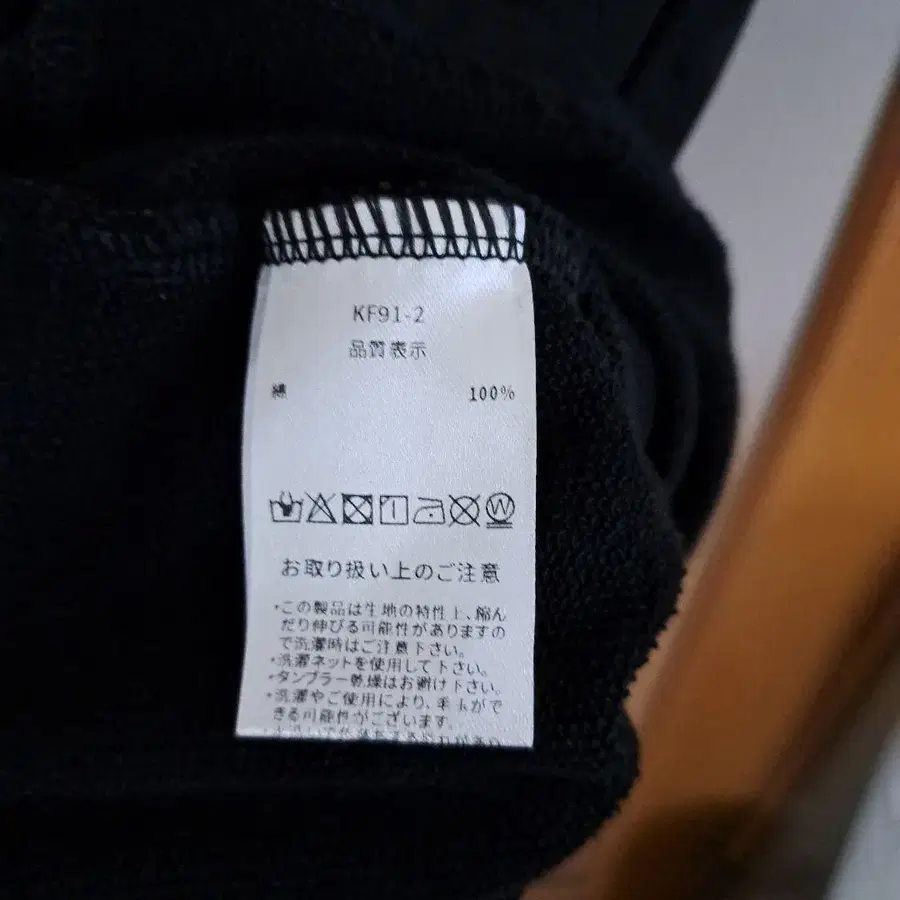 KF91-2
品質表示
綿 100%
W
お取り扱い上のご注意
・この製品は生地の特性上、縮ん
だり伸びる可能性がありますの
で洗濯時はご注意下さい。
・洗濯ネットを使用して下さい。
・タンブラー乾燥はお避け下さい。
・洗濯やご使用により、毛玉がで
きる可能性がございます。